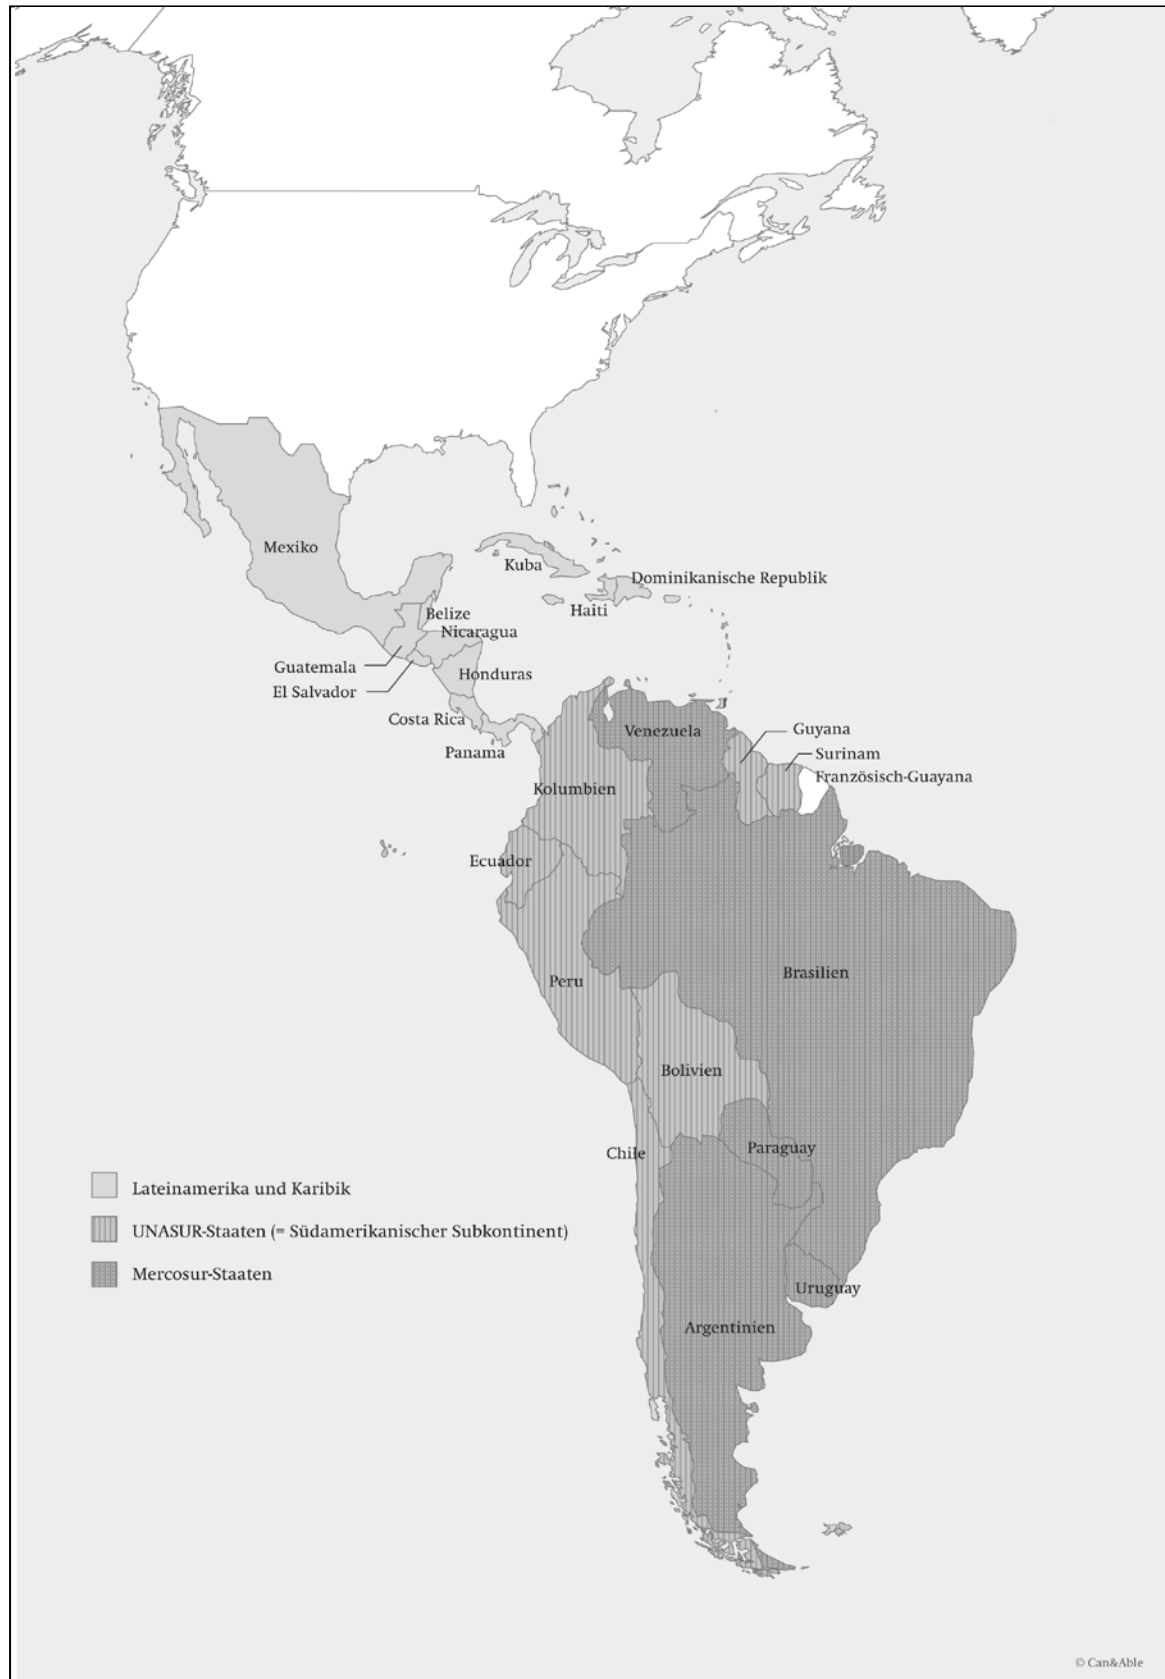 Mexiko
Kuba
Dominikanische Republik
Haiti
Belize
Nicaragua
Guatemala
Honduras
El Salvador
Costa Rica
Panama
Venezuela
Guyana
Surinam
Französisch-Guayana
Kolumbien
Ecuador
Brasilien
Peru
Bolivien
Paraguay
Chile
Uruguay
Argentinien
Lateinamerika und Karibik
UNASUR-Staaten (= Südamerikanischer Subkontinent)
Mercosur-Staaten
© Can&Able